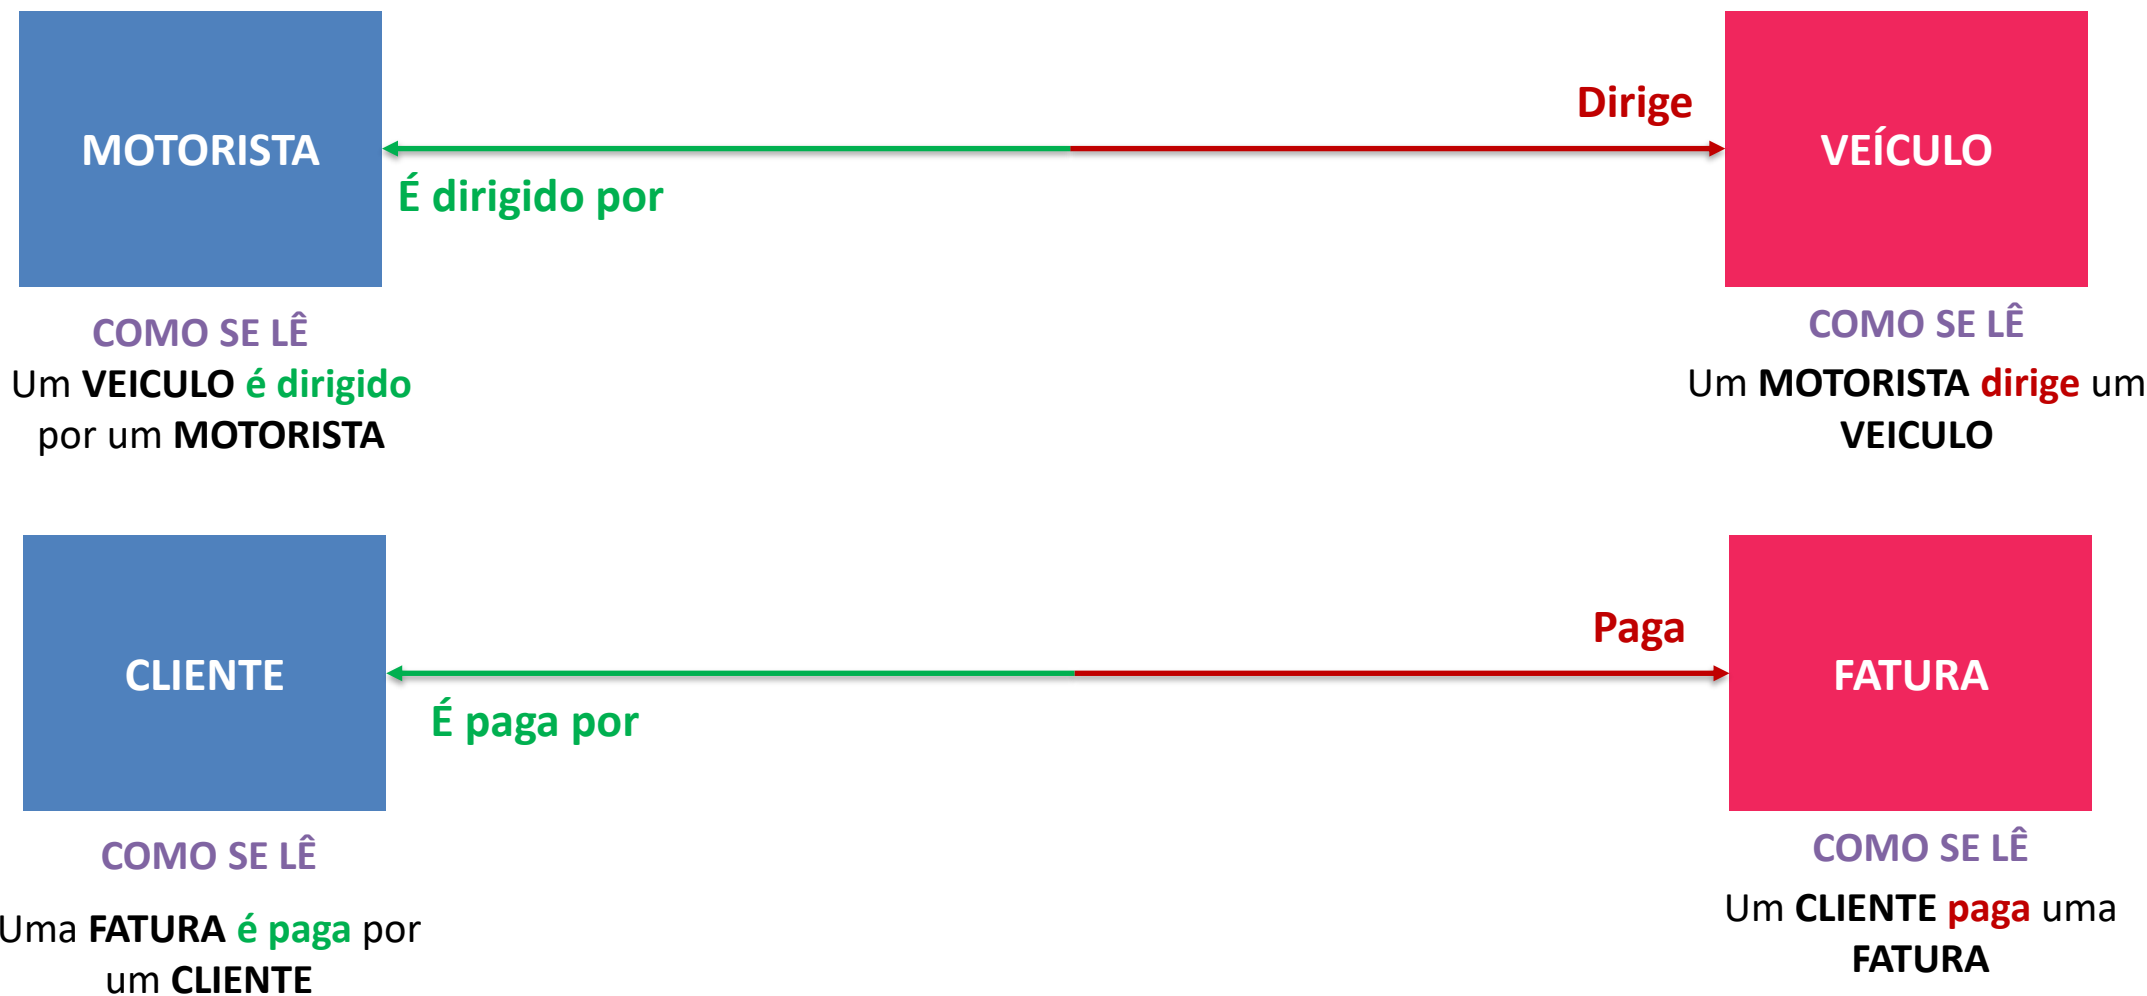 MOTORISTA
Dirige
É dirigido por
VEÍCULO
COMO SE LÊ
Um VEICULO é dirigido
por um MOTORISTA
COMO SE LÊ
Um MOTORISTA dirige um
VEICULO
CLIENTE
Paga
É paga por
FATURA
COMO SE LÊ
Uma FATURA é paga por
um CLIENTE
COMO SE LÊ
Um CLIENTE paga uma
FATURA